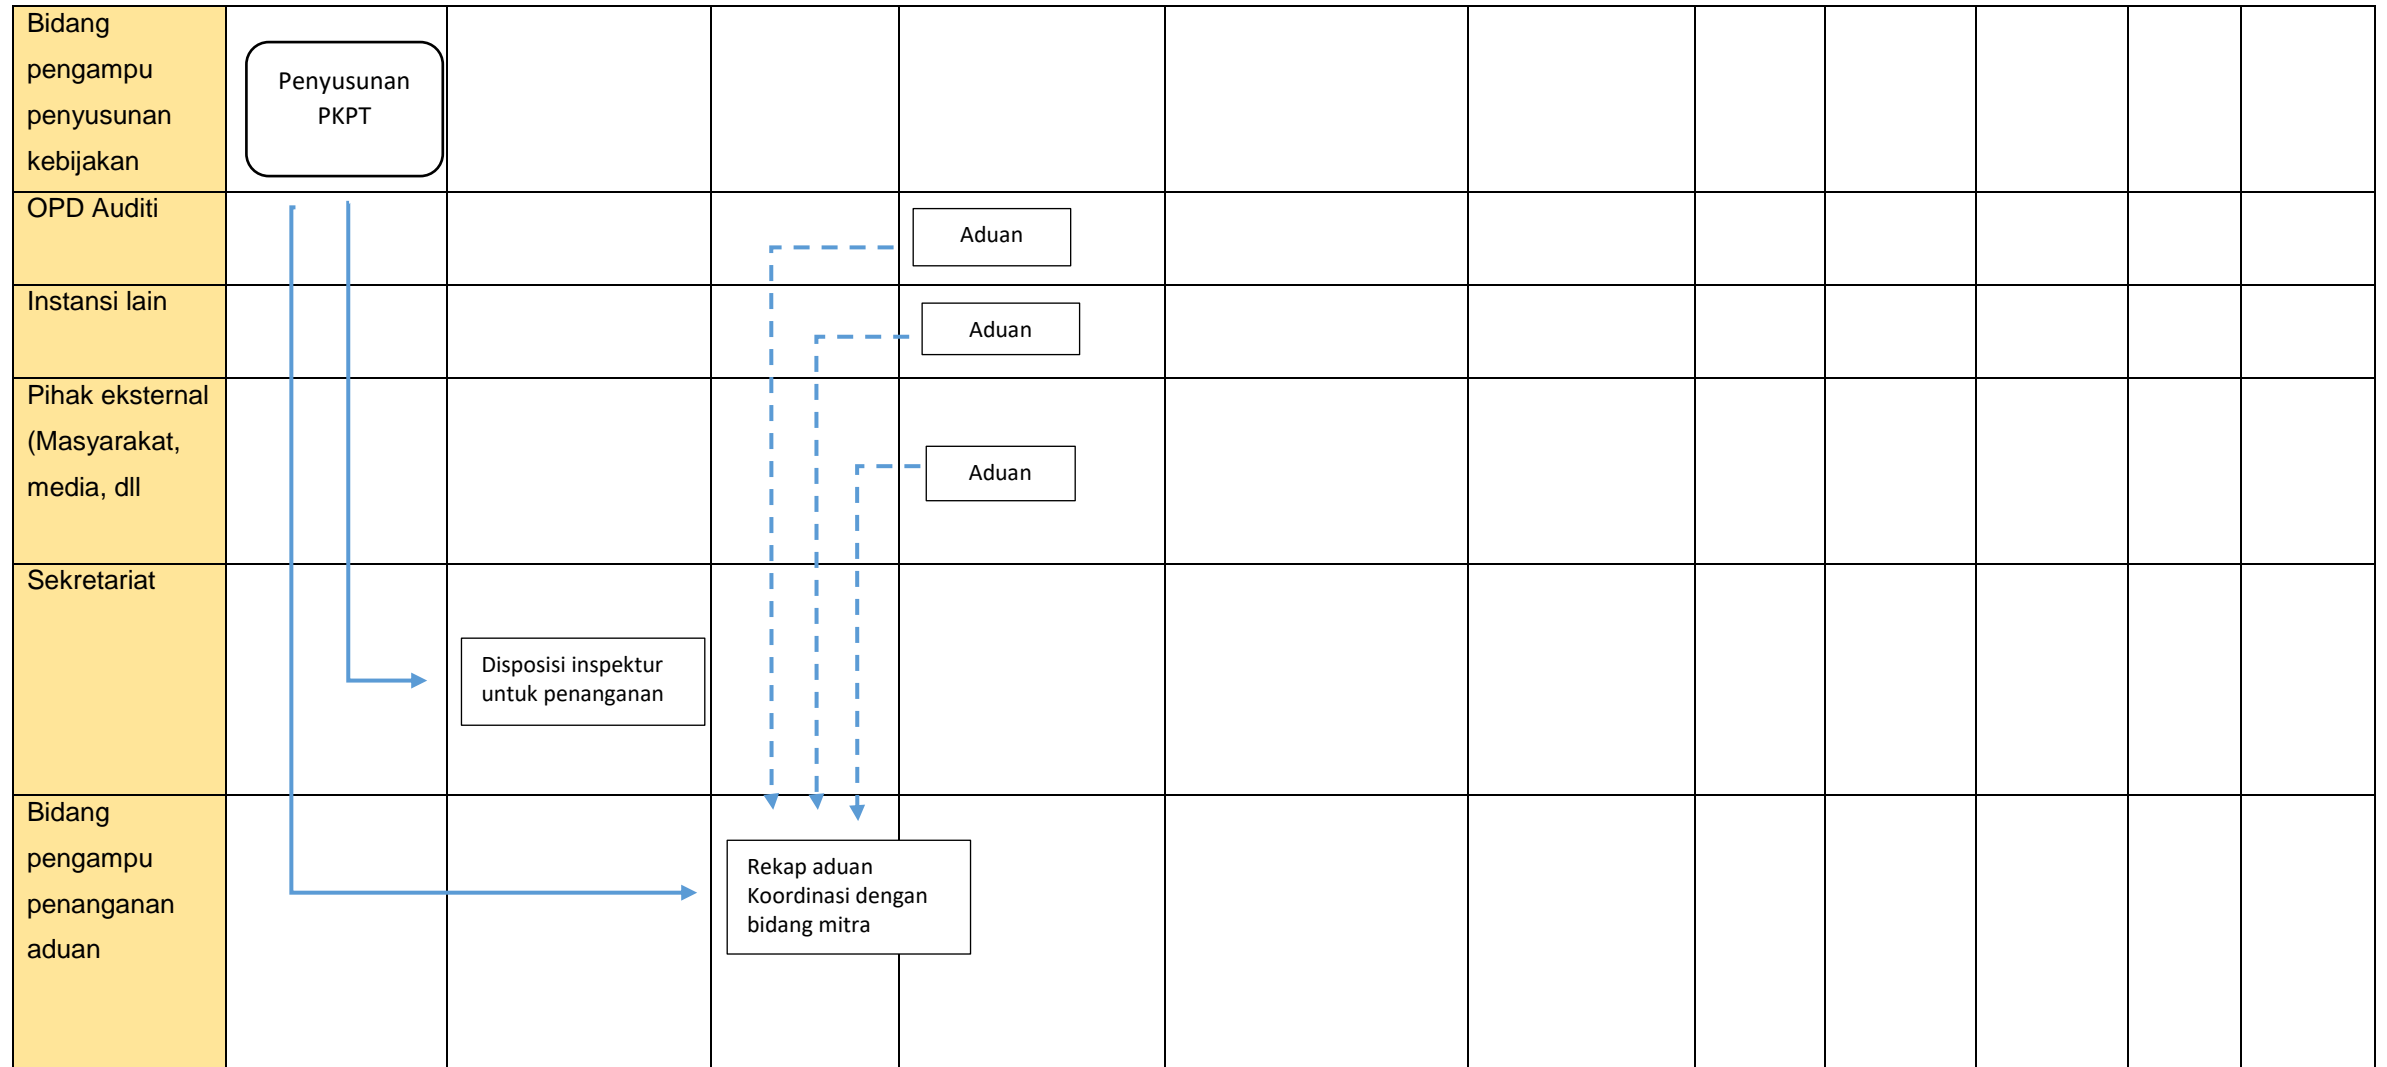 Bidang
pengampu
penyusunan
kebijakan
Penyusunan
PKPT
OPD Auditi
Aduan
Instansi lain
Aduan
Pihak eksternal
(Masyarakat,
media, dll
Aduan
Sekretariat
Disposisi inspektur
untuk penanganan
Bidang
pengampu
penanganan
aduan
Rekap aduan
Koordinasi dengan
bidang mitra